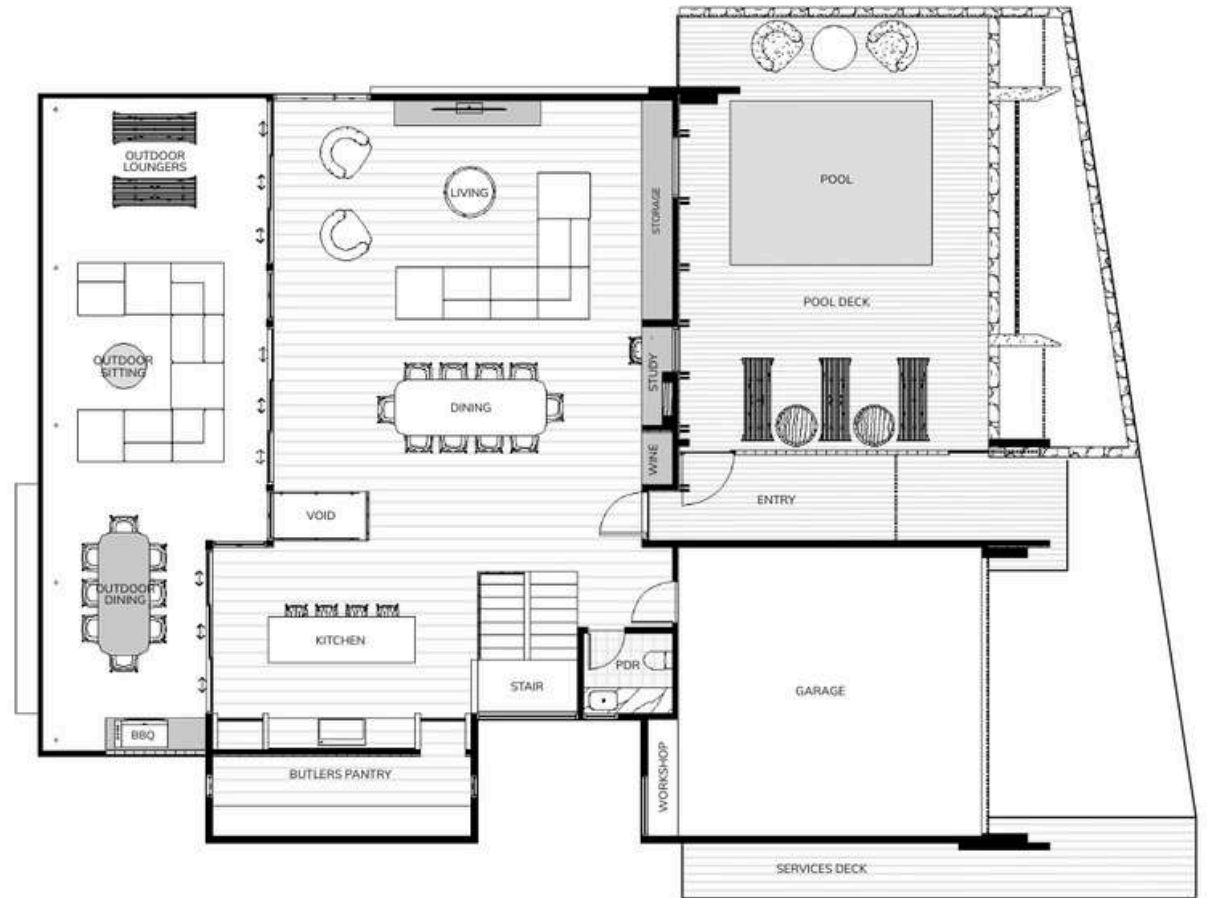 OUTDOOR
LOUNGERS
LIVING
STORAGE
POOL
POOL DECK
OUTDOOR
SITTING
STUDY
DINING
WINE
ENTRY
VOID
OUTDOOR
DINING
KITCHEN
PDR
STAIR
GARAGE
BBQ
BUTLERS PANTRY
WORKSHOP
SERVICES DECK